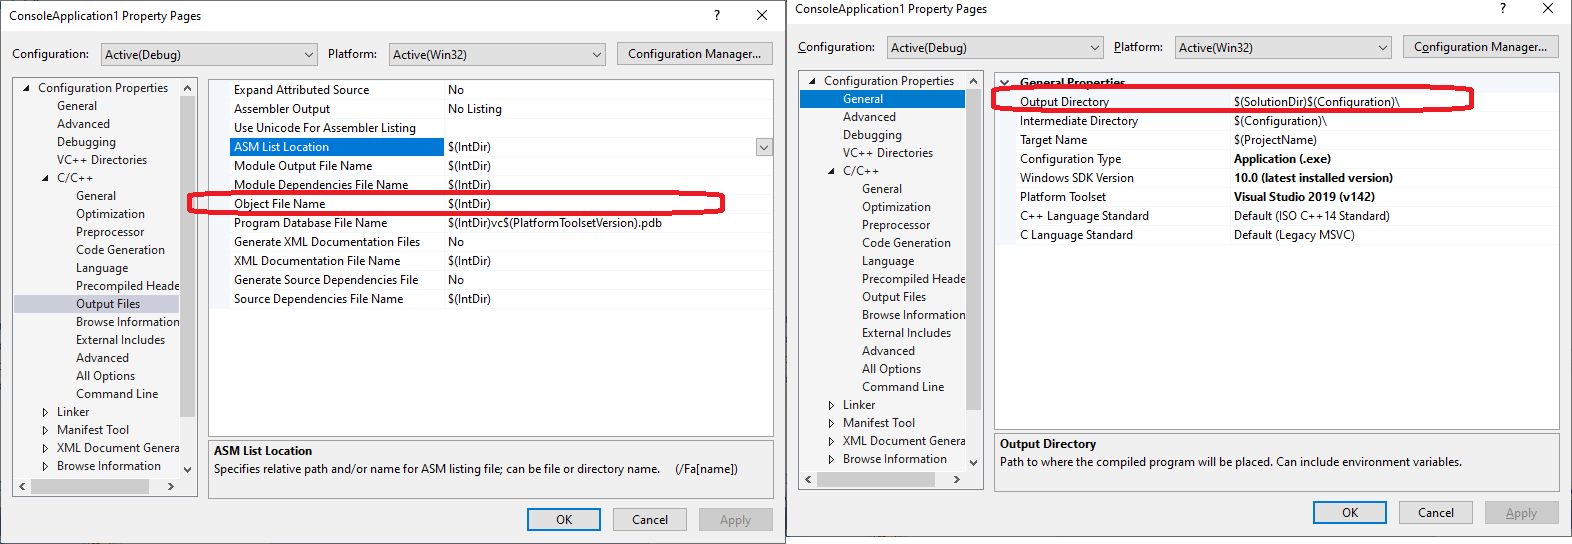 ConsoleApplication1 Property Pages
?
Configuration:
Active(Debug)
Platform:
Active(Win32)
Configuration Manager...
Configuration Properties
General
Advanced
Debugging
VC++ Directories
C/C++
General
Optimization
Preprocessor
Code Generation
Language
Precompiled Heade
Output Files
Browse Information
External Includes
Advanced
All Options
Command Line
Linker
Manifest Tool
XML Document Genera
Browse Information
Expand Attributed Source No
Assembler Output No Listing
Use Unicode For Assembler Listing
ASM List Location $(IntDir)
Module Output File Name $(IntDir)
Module Dependencies File Name $(IntDir)
Object File Name $(IntDir)
Program Database File Name $(IntDir)vc$(PlatformToolsetVersion).pdb
Generate XML Documentation Files No
XML Documentation File Name $(IntDir)
Generate Source Dependencies File No
Source Dependencies File Name $(IntDir)
ASM List Location
Specifies relative path and/or name for ASM listing file; can be file or directory name. (/Fa[name])
OK
Cancel
Apply
ConsoleApplication1 Property Pages
?
Configuration:
Active(Debug)
Platform:
Active(Win32)
Configuration Manager...
Configuration Properties
General
Advanced
Debugging
VC++ Directories
C/C++
General
Optimization
Preprocessor
Code Generation
Language
Precompiled Heade
Output Files
Browse Information
External Includes
Advanced
All Options
Command Line
Linker
Manifest Tool
XML Document Genera
Browse Information
General Properties
Output Directory $(SolutionDir)$(Configuration)\
Intermediate Directory $(Configuration)\
Target Name $(ProjectName)
Configuration Type Application (.exe)
Windows SDK Version 10.0 (latest installed version)
Platform Toolset Visual Studio 2019 (v142)
C++ Language Standard Default (ISO C++14 Standard)
C Language Standard Default (Legacy MSVC)
Output Directory
Path to where the compiled program will be placed. Can include environment variables.
OK
Cancel
Apply